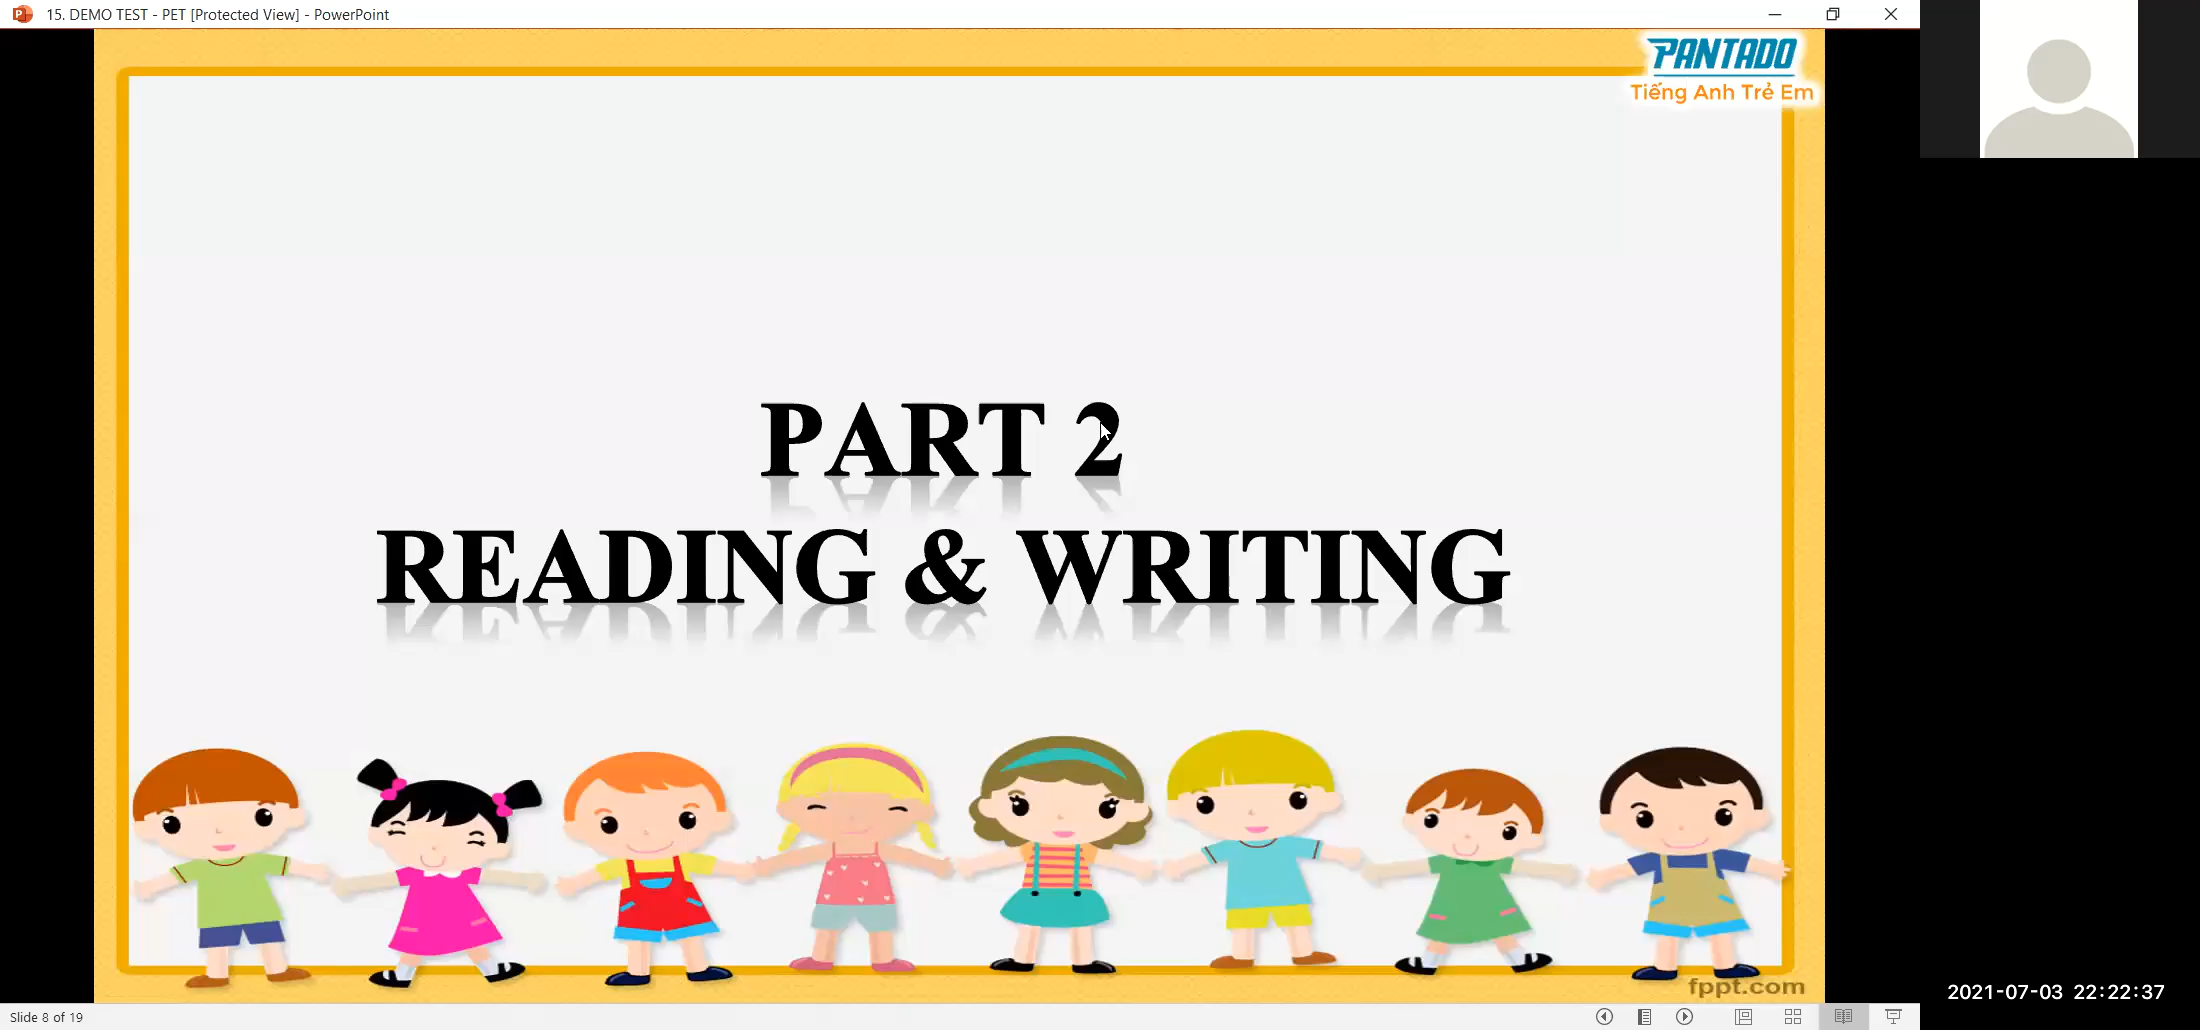 15. DEMO TEST - PET [Protected View] - PowerPoint
PANTADO
Tiếng Anh Trẻ Em
PART 2
READING & WRITING
fppt.com
2021-07-03 22:22:37
Slide 8 of 19